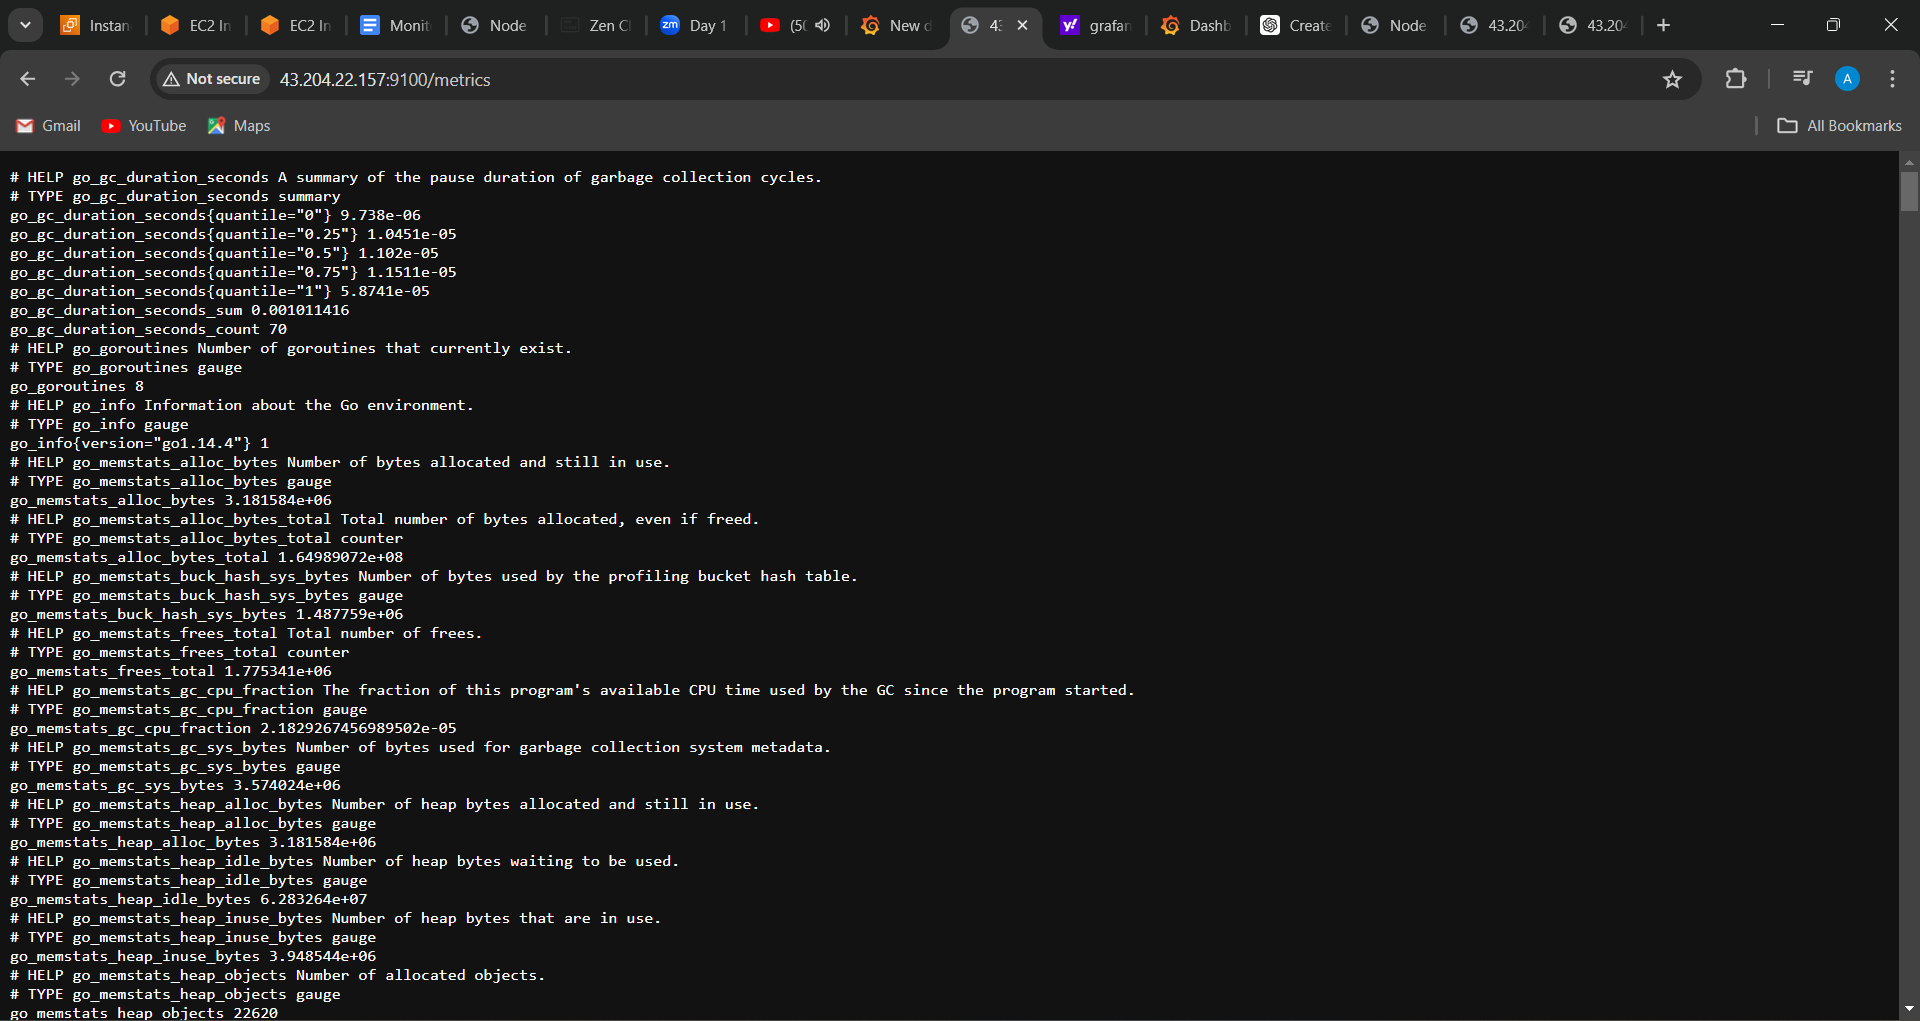 Instan
EC2 In
EC2 In
Monit
Node
Zen Cl
zm Day 1
(50
New d
43
grafan
Dashb
Create
Node
43.204
43.204
Not secure 43.204.22.157:9100/metrics A
Gmail YouTube Maps All Bookmarks
# HELP go_gc_duration_seconds A summary of the pause duration of garbage collection cycles.
# TYPE go_gc_duration_seconds summary
go_gc_duration_seconds{quantile="0"} 9.738e-06
go_gc_duration_seconds{quantile="0.25"} 1.0451e-05
go_gc_duration_seconds{quantile="0.5"} 1.102e-05
go_gc_duration_seconds{quantile="0.75"} 1.1511e-05
go_gc_duration_seconds{quantile="1"} 5.8741e-05
go_gc_duration_seconds_sum 0.001011416
go_gc_duration_seconds_count 70
# HELP go_goroutines Number of goroutines that currently exist.
# TYPE go_goroutines gauge
go_goroutines 8
# HELP go_info Information about the Go environment.
# TYPE go_info gauge
go_info{version="go1.14.4"} 1
# HELP go_memstats_alloc_bytes Number of bytes allocated and still in use.
# TYPE go_memstats_alloc_bytes gauge
go_memstats_alloc_bytes 3.181584e+06
# HELP go_memstats_alloc_bytes_total Total number of bytes allocated, even if freed.
# TYPE go_memstats_alloc_bytes_total counter
go_memstats_alloc_bytes_total 1.64989072e+08
# HELP go_memstats_buck_hash_sys_bytes Number of bytes used by the profiling bucket hash table.
# TYPE go_memstats_buck_hash_sys_bytes gauge
go_memstats_buck_hash_sys_bytes 1.487759e+06
# HELP go_memstats_frees_total Total number of frees.
# TYPE go_memstats_frees_total counter
go_memstats_frees_total 1.775341e+06
# HELP go_memstats_gc_cpu_fraction The fraction of this program's available CPU time used by the GC since the program started.
# TYPE go_memstats_gc_cpu_fraction gauge
go_memstats_gc_cpu_fraction 2.1829267456989502e-05
# HELP go_memstats_gc_sys_bytes Number of bytes used for garbage collection system metadata.
# TYPE go_memstats_gc_sys_bytes gauge
go_memstats_gc_sys_bytes 3.574024e+06
# HELP go_memstats_heap_alloc_bytes Number of heap bytes allocated and still in use.
# TYPE go_memstats_heap_alloc_bytes gauge
go_memstats_heap_alloc_bytes 3.181584e+06
# HELP go_memstats_heap_idle_bytes Number of heap bytes waiting to be used.
# TYPE go_memstats_heap_idle_bytes gauge
go_memstats_heap_idle_bytes 6.283264e+07
# HELP go_memstats_heap_inuse_bytes Number of heap bytes that are in use.
# TYPE go_memstats_heap_inuse_bytes gauge
go_memstats_heap_inuse_bytes 3.948544e+06
# HELP go_memstats_heap_objects Number of allocated objects.
# TYPE go_memstats_heap_objects gauge
go_memstats_heap_objects 22620